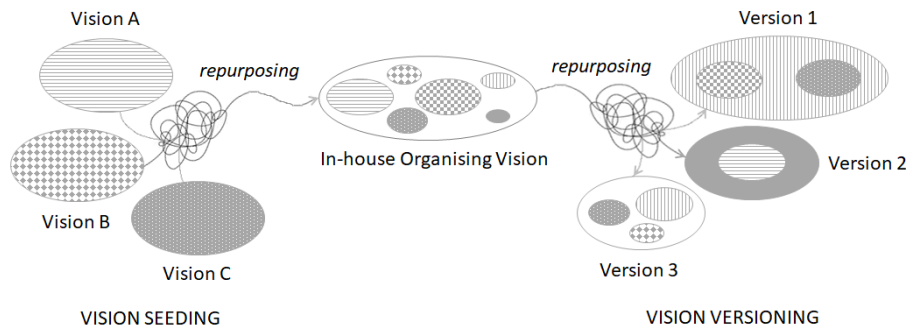 Vision A
Vision B
Vision C
VISION SEEDING
repurposing
In-house Organising Vision
repurposing
Version 1
Version 2
Version 3
VISION VERSIONING